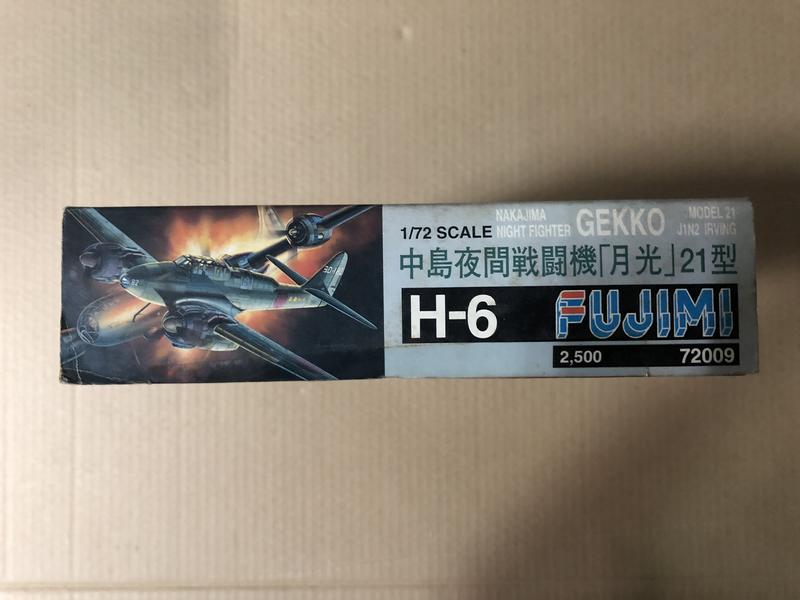 1/72 SCALE
NAKAJIMA
NIGHT FIGHTER
GEKKO
MODEL 21
J1N2 IRVING
中島夜間戦闘機「月光」21型
H-6
FUJIMI
2,500
72009